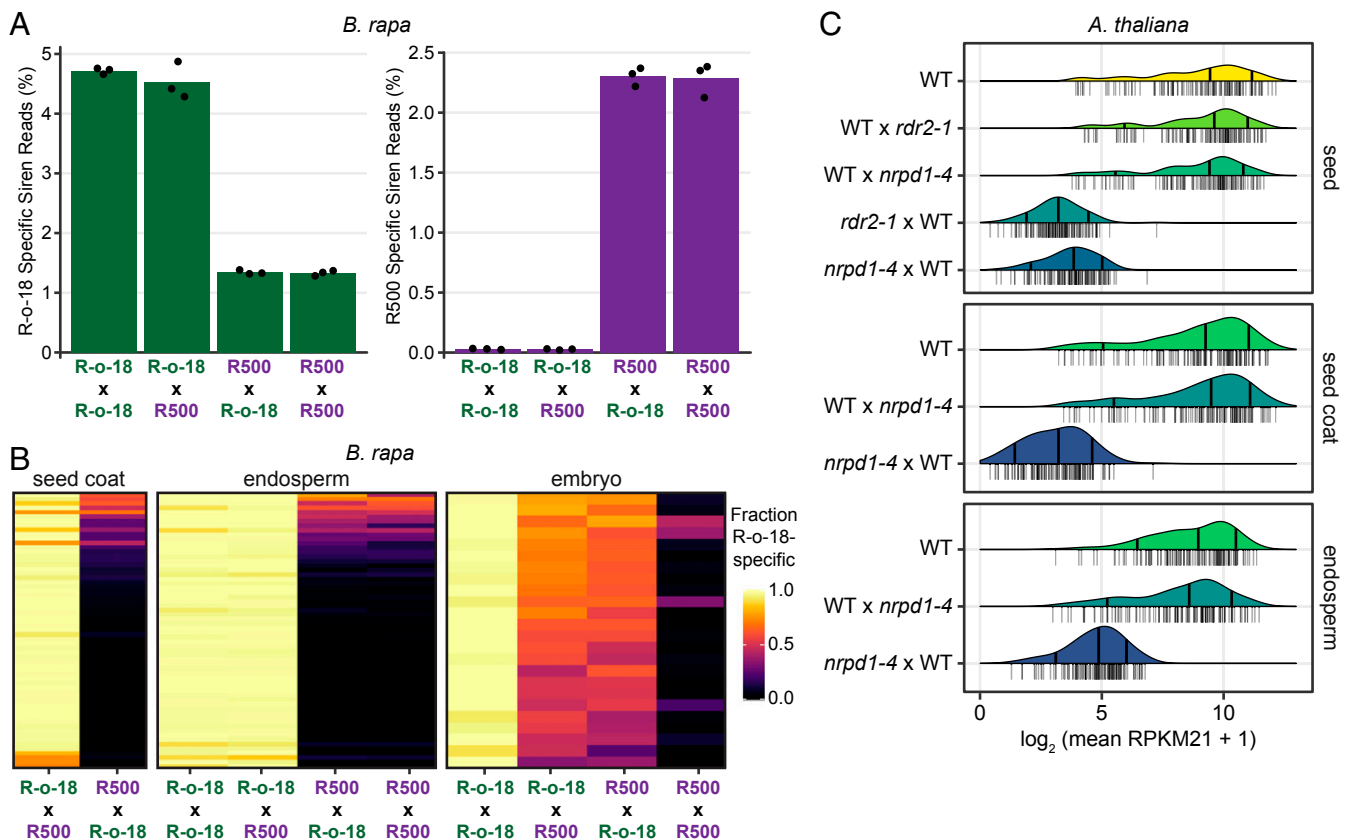 A
B. rapa
R-o-18 Specific Siren Reads (%)
5
4
3
2
1
0
R-o-18 R-o-18 R500 R500
x x x x
R-o-18 R500 R-o-18 R500
R500 Specific Siren Reads (%)
2.5
2.0
1.5
1.0
0.5
0.0
R-o-18 R-o-18 R500 R500
x x x x
R-o-18 R500 R-o-18 R500
B
B. rapa
seed coat endosperm embryo
Fraction
R-o-18-
specific
1.0
0.5
0.0
R-o-18 R500 R-o-18 R-o-18 R500 R500 R-o-18 R-o-18 R500 R500
x x x x x x x x x x
R500 R-o-18 R-o-18 R500 R-o-18 R500 R-o-18 R500 R-o-18 R500
C
A. thaliana
WT
WT x rdr2-1
WT x nrpd1-4
rdr2-1 x WT
nrpd1-4 x WT
seed
WT
WT x nrpd1-4
nrpd1-4 x WT
seed coat
WT
WT x nrpd1-4
nrpd1-4 x WT
endosperm
0 5 10
log2 (mean RPKM21 + 1)